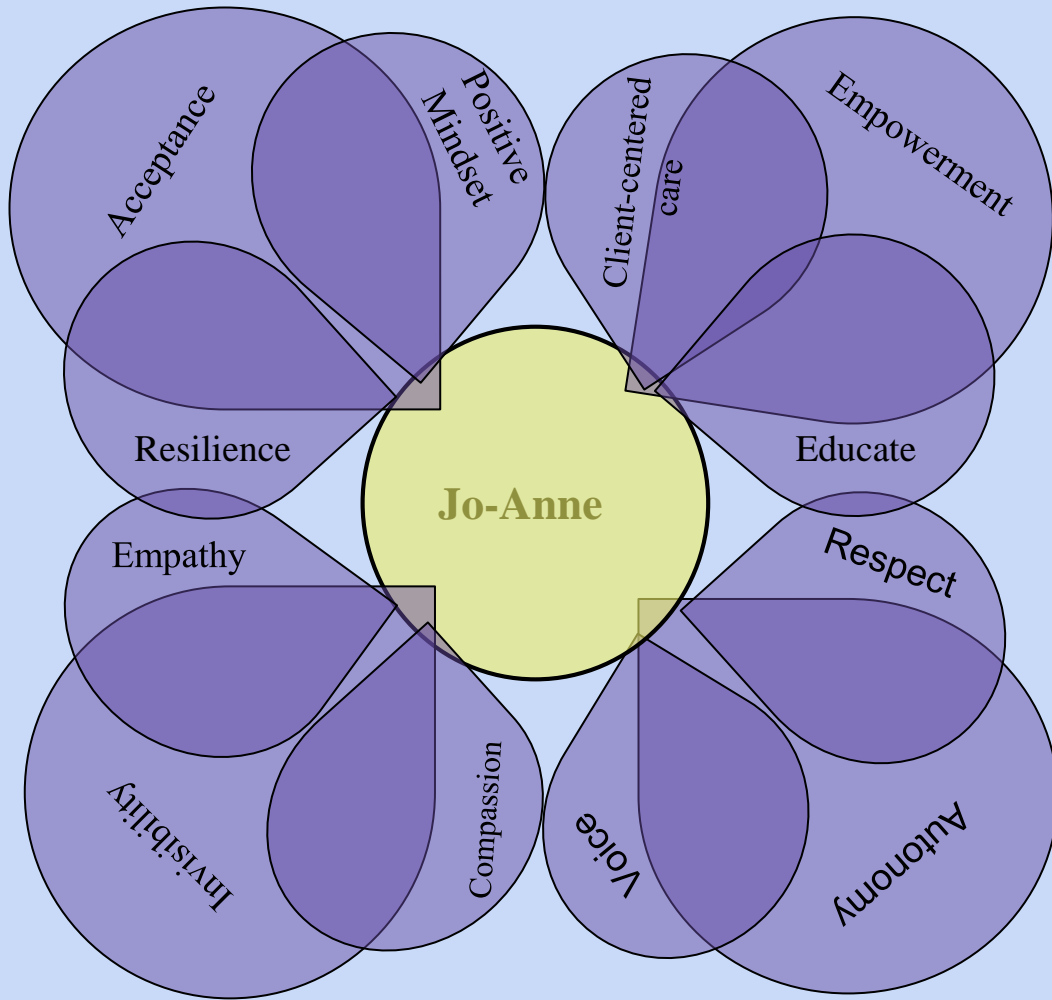 Acceptance
Positive
Mindset
Client-centered
care
Empowerment
Resilience
Educate
Jo-Anne
Empathy
Respect
Invisibility
Compassion
Voice
Autonomy